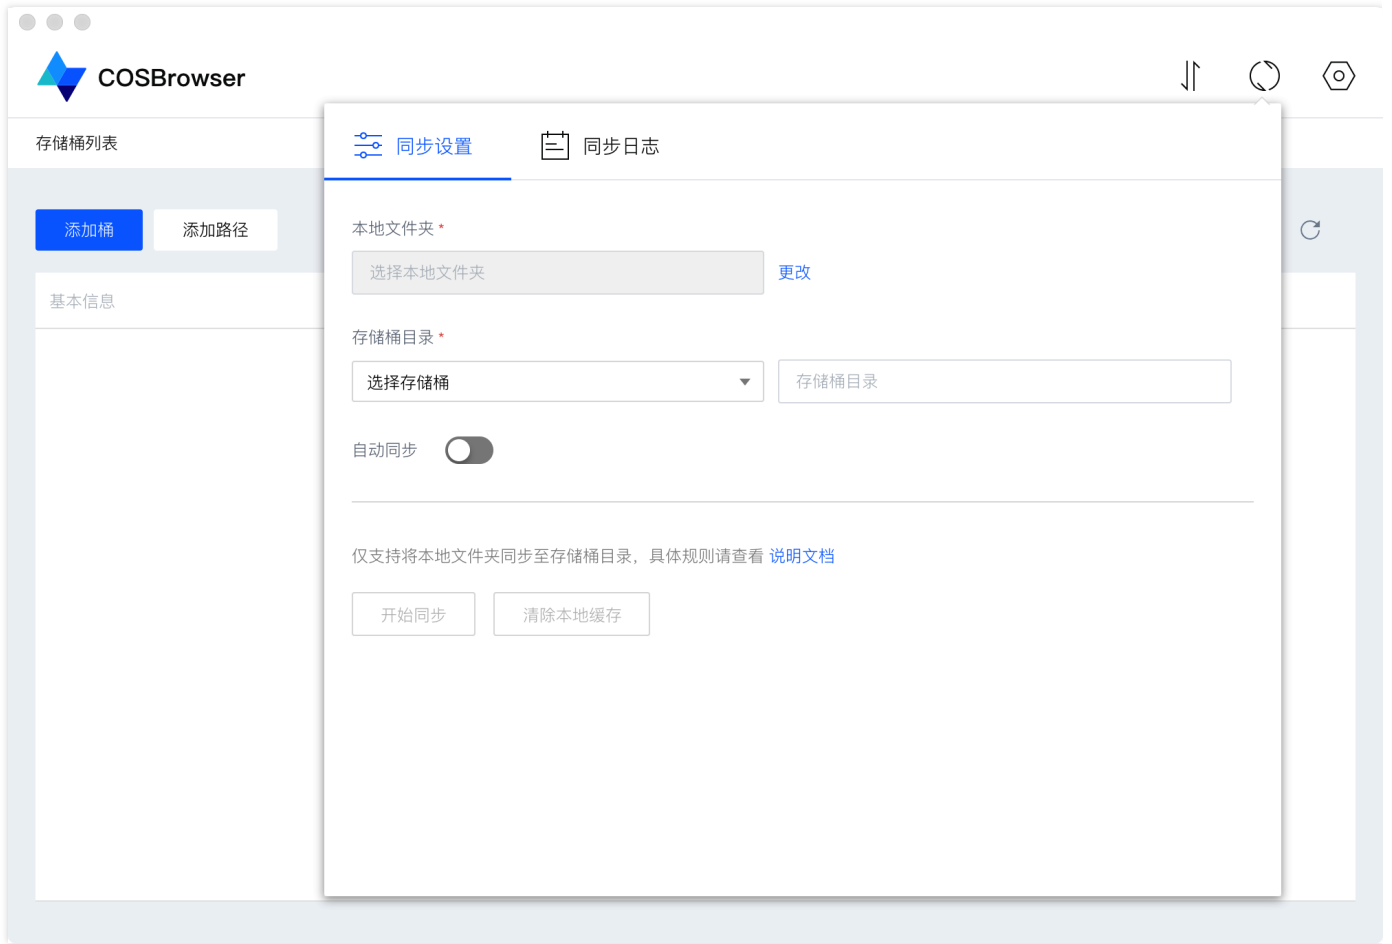 COSBrowser
存储桶列表
同步设置 同步日志
添加桶 添加路径
本地文件夹 *
选择本地文件夹 更改
基本信息
存储桶目录 *
选择存储桶 存储桶目录
自动同步
仅支持将本地文件夹同步至存储桶目录，具体规则请查看 说明文档
开始同步 清除本地缓存